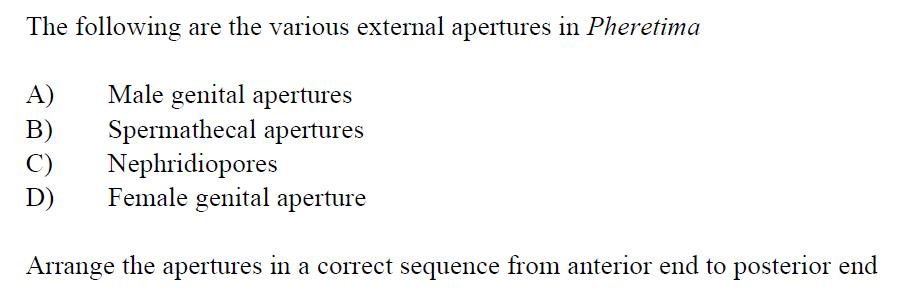 The following are the various external apertures in Pheretima
A) Male genital apertures
B) Spermathecal apertures
C) Nephridiopores
D) Female genital aperture
Arrange the apertures in a correct sequence from anterior end to posterior end